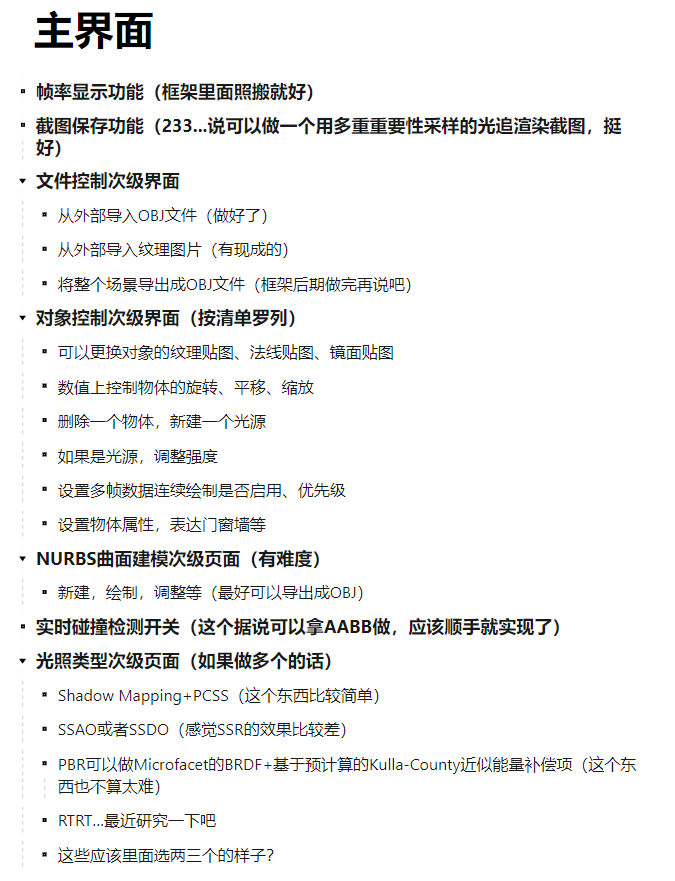 主界面
帧率显示功能（框架里面照搬就好）
截图保存功能（233...说可以做一个用多重重要性采样的光追渲染截图，挺
好）
文件控制次级界面
从外部导入OBJ文件（做好了）
从外部导入纹理图片（有现成的）
将整个场景导出成OBJ文件（框架后期做完再说吧）
对象控制次级界面（按清单罗列）
可以更换对象的纹理贴图、法线贴图、镜面贴图
数值上控制物体的旋转、平移、缩放
删除一个物体，新建一个光源
如果是光源，调整强度
设置多帧数据连续绘制是否启用、优先级
设置物体属性，表达门窗墙等
NURBS曲面建模次级页面（有难度）
新建，绘制，调整等（最好可以导出成OBJ）
实时碰撞检测开关（这个据说可以拿AABB做，应该顺手就实现了）
光照类型次级页面（如果做多个的话）
Shadow Mapping+PCSS（这个东西比较简单）
SSAO或者SSDO（感觉SSR的效果比较差）
PBR可以做Microfacet的BRDF+基于预计算的Kulla-County近似能量补偿项（这个东
西也不算太难）
RTRT...最近研究一下吧
这些应该里面选两三个的样子？